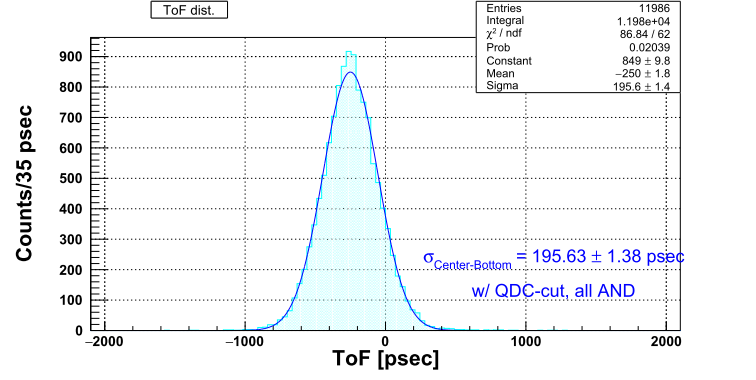 ToF dist.
Entries 11986
Integral 1.198e+04
χ² / ndf 86.84 / 62
Prob 0.02039
Constant 849 ± 9.8
Mean −250 ± 1.8
Sigma 195.6 ± 1.4
900
800
700
600
500
400
300
200
100
0
Counts/35 psec
σCenter-Bottom = 195.63 ± 1.38 psec
w/ QDC-cut, all AND
−2000 −1000 0 1000 2000
ToF [psec]